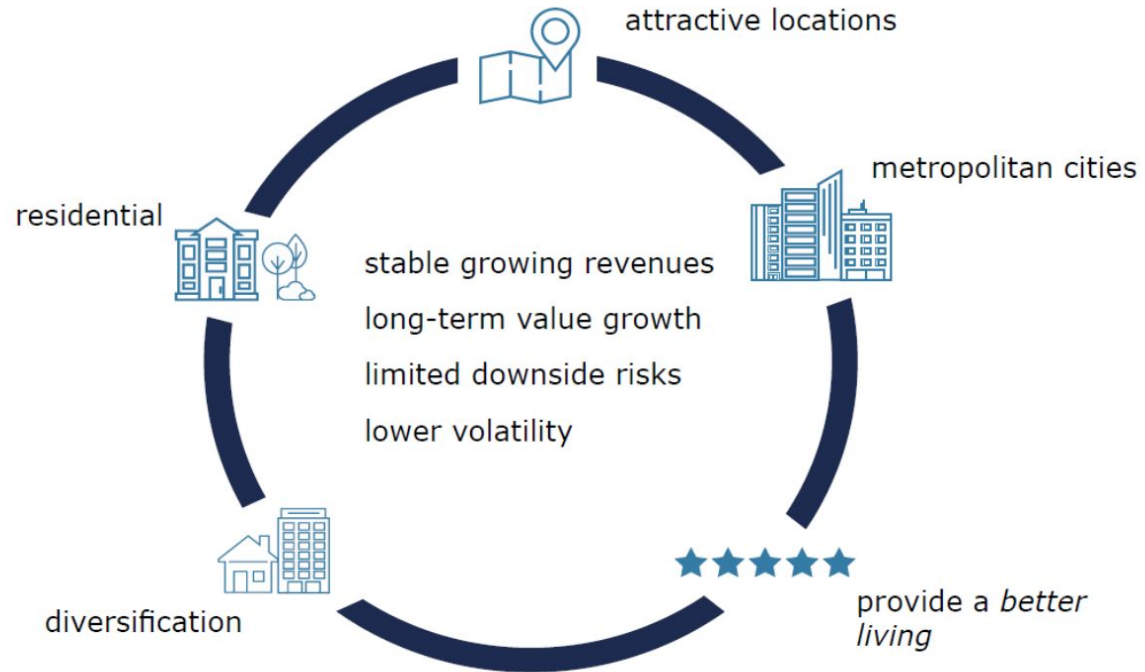 attractive locations
metropolitan cities
residential
stable growing revenues
long-term value growth
limited downside risks
lower volatility
provide a better
living
diversification